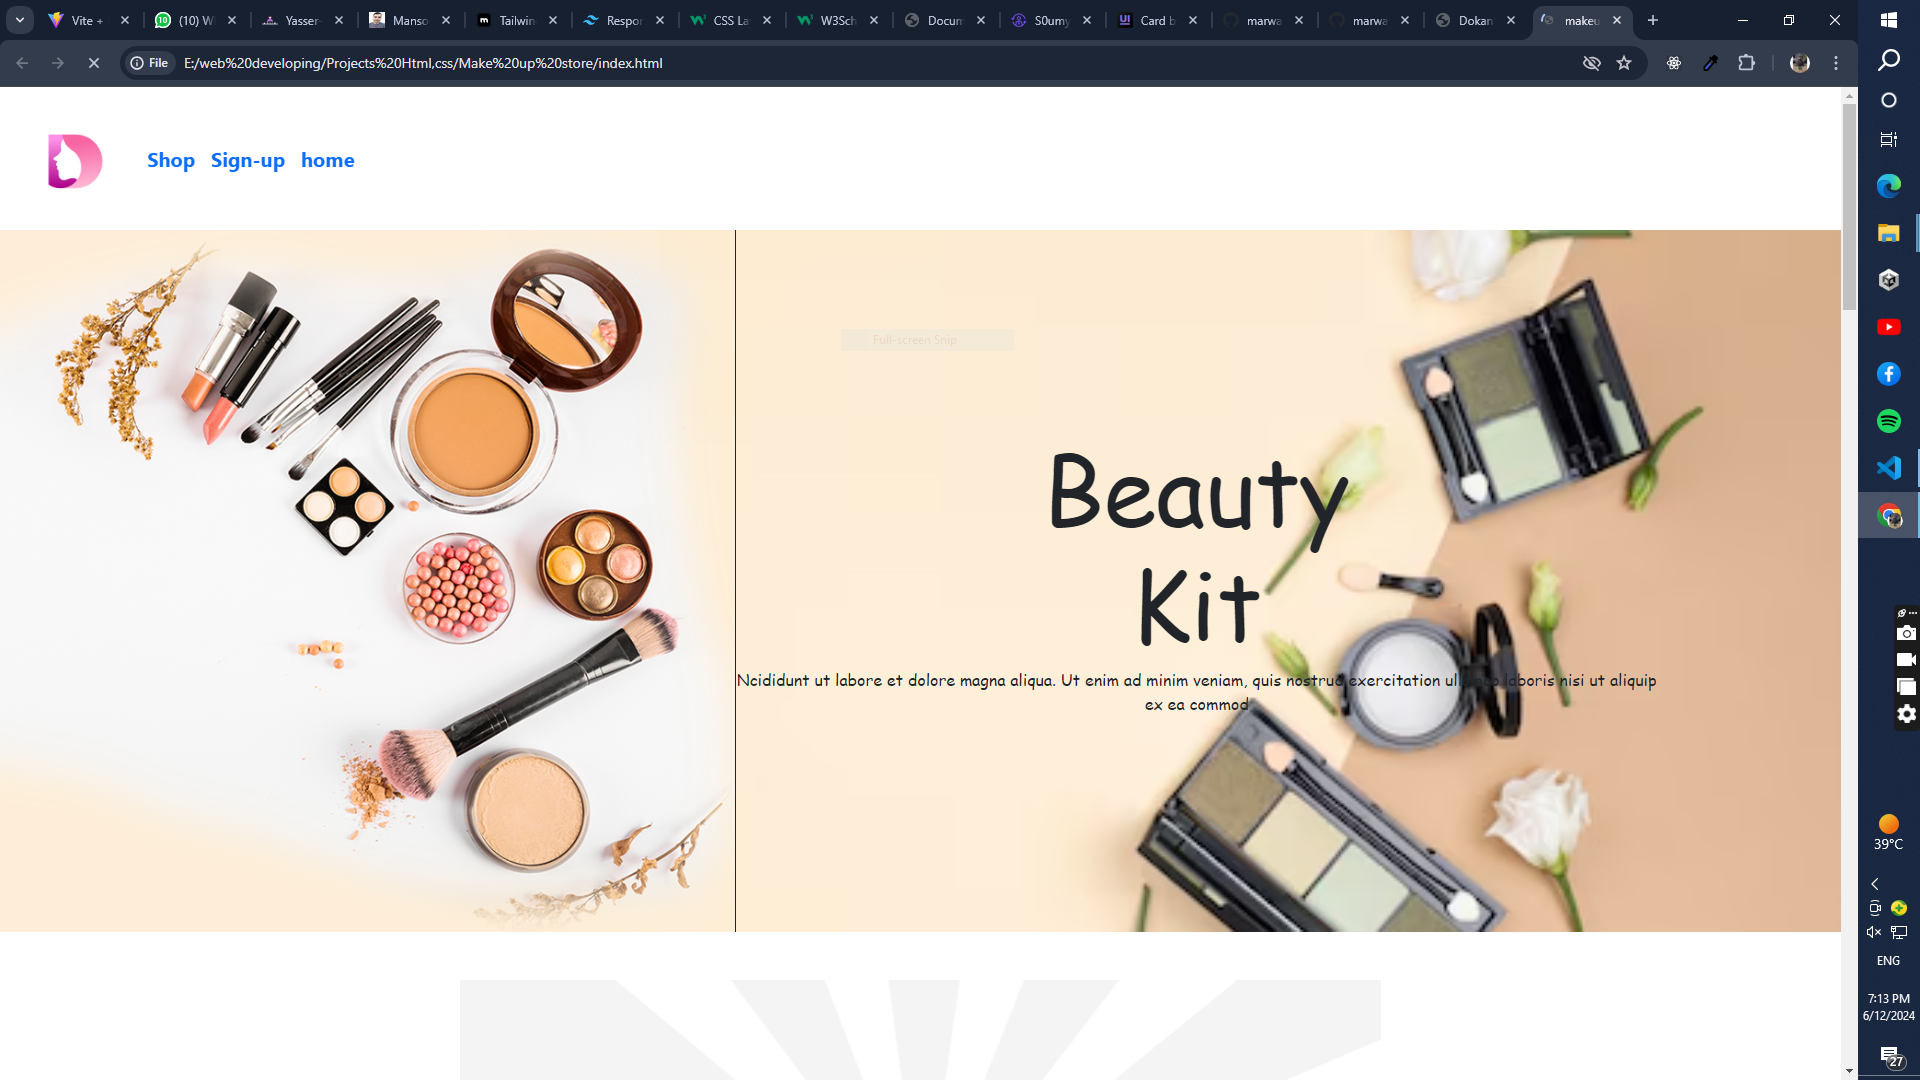 Vite +
(10) W
Yasser-
Manso
Tailwin
Respor
CSS La
W3Sch
Docum
S0umy
Card b
marwa
marwa
Dokan
makeu
File
E:/web%20developing/Projects%20Html,css/Make%20up%20store/index.html
Shop
Sign-up
home
Full-screen Snip
Beauty
Kit
Ncididunt ut labore et dolore magna aliqua. Ut enim ad minim veniam, quis nostrud exercitation ullamco laboris nisi ut aliquip
ex ea commod
39°C
ENG
7:13 PM
6/12/2024
27